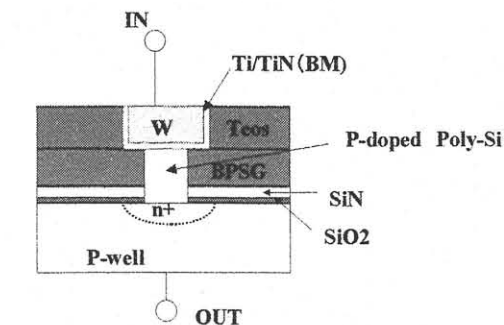 IN
Ti/TiN(BM)
W
Teos
P-doped Poly-Si
BPSG
SiN
n+
SiO2
P-well
OUT